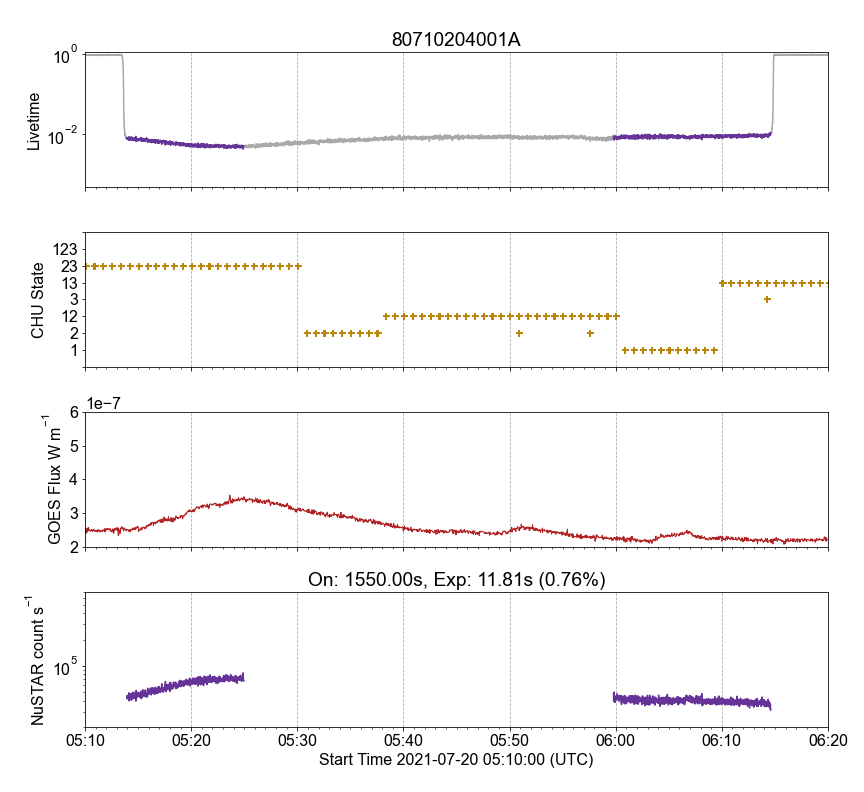 80710204001A
10^0
10^−2
Livetime
123
23
13
3
12
2
1
CHU State
1e−7
6
5
4
3
2
GOES Flux W m^−1
On: 1550.00s, Exp: 11.81s (0.76%)
10^5
NuSTAR count s^−1
05:10 05:20 05:30 05:40 05:50 06:00 06:10 06:20
Start Time 2021-07-20 05:10:00 (UTC)